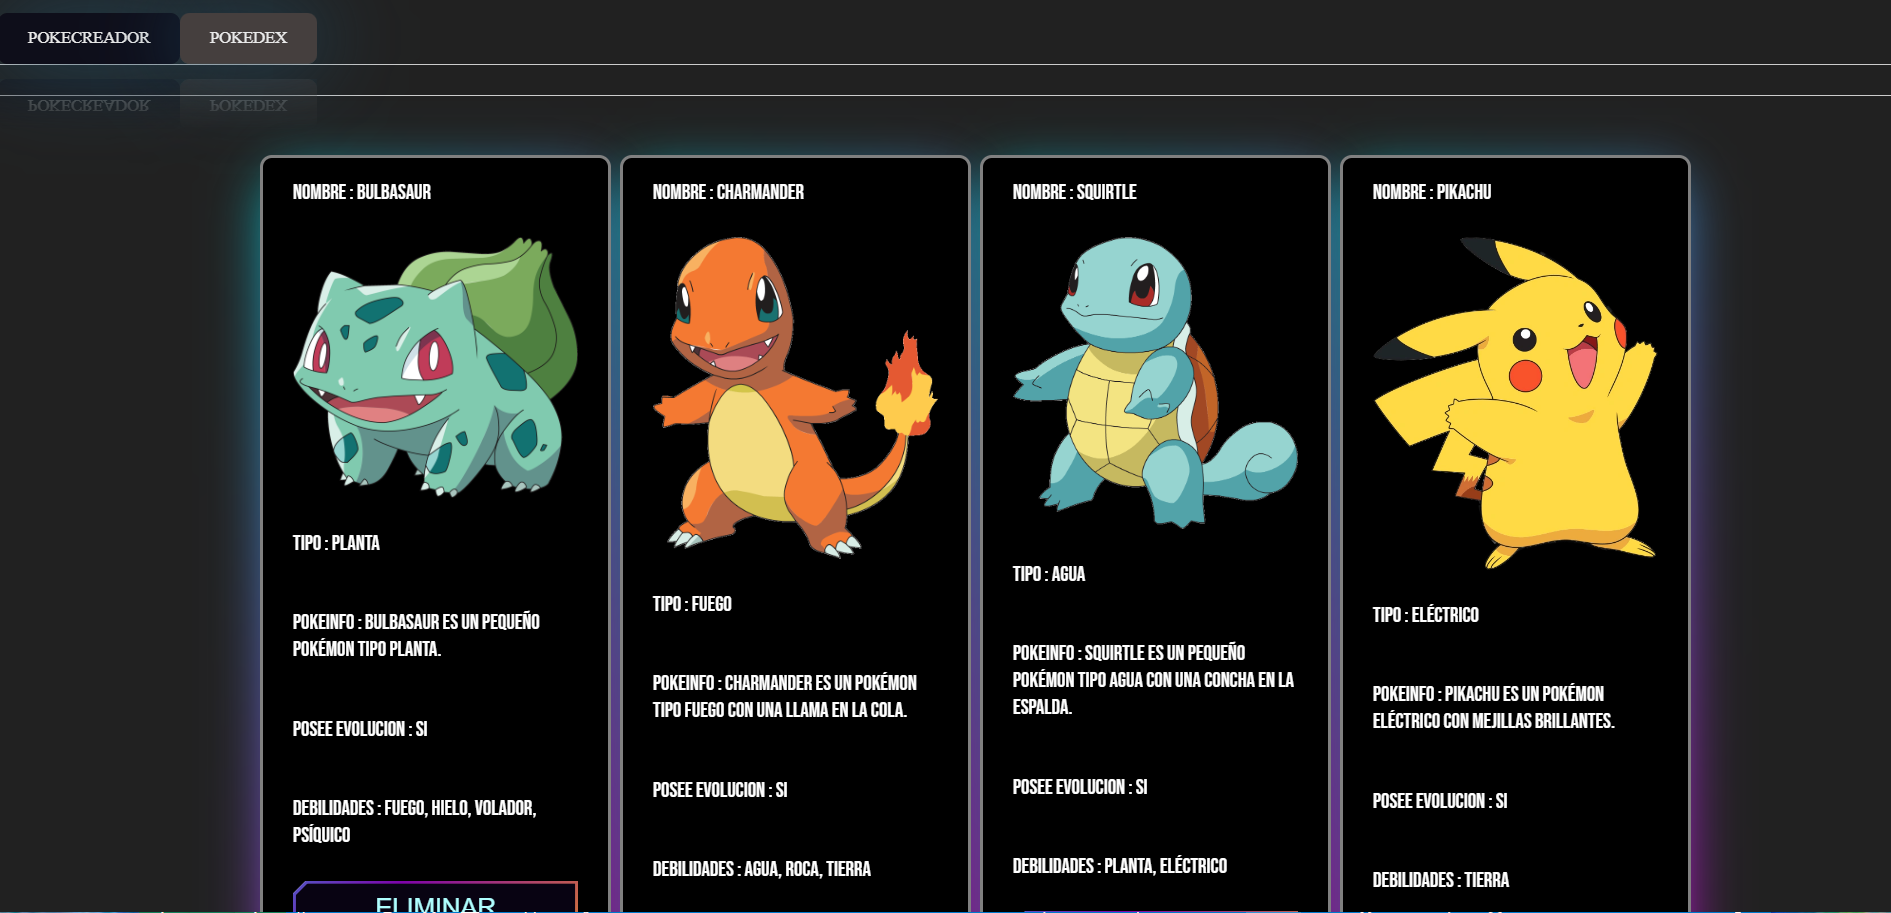 POKECREADOR
POKEDEX
POKECREADOR
POKEDEX
NOMBRE : BULBASAUR
TIPO : PLANTA
POKEINFO : BULBASAUR ES UN PEQUEÑO
POKÉMON TIPO PLANTA.
POSEE EVOLUCION : SI
DEBILIDADES : FUEGO, HIELO, VOLADOR,
PSÍQUICO
ELIMINAR
NOMBRE : CHARMANDER
TIPO : FUEGO
POKEINFO : CHARMANDER ES UN POKÉMON
TIPO FUEGO CON UNA LLAMA EN LA COLA.
POSEE EVOLUCION : SI
DEBILIDADES : AGUA, ROCA, TIERRA
NOMBRE : SQUIRTLE
TIPO : AGUA
POKEINFO : SQUIRTLE ES UN PEQUEÑO
POKÉMON TIPO AGUA CON UNA CONCHA EN LA
ESPALDA.
POSEE EVOLUCION : SI
DEBILIDADES : PLANTA, ELÉCTRICO
NOMBRE : PIKACHU
TIPO : ELÉCTRICO
POKEINFO : PIKACHU ES UN POKÉMON
ELÉCTRICO CON MEJILLAS BRILLANTES.
POSEE EVOLUCION : SI
DEBILIDADES : TIERRA